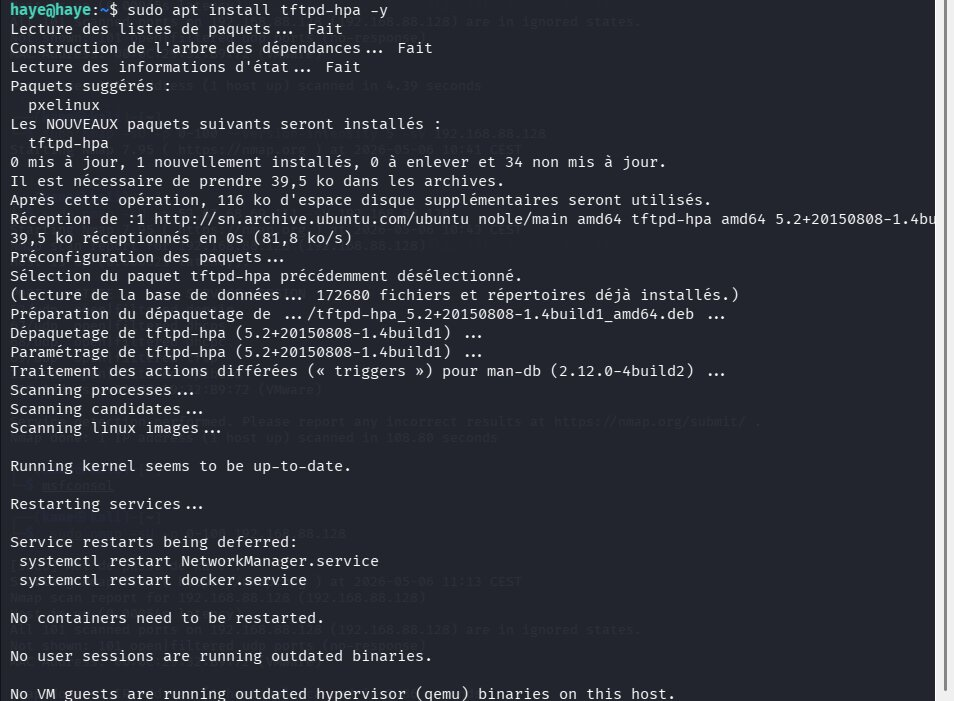 haye@haye:~$ sudo apt install tftpd-hpa -y
Lecture des listes de paquets... Fait
Construction de l'arbre des dépendances... Fait
Lecture des informations d'état... Fait
Paquets suggérés :
  pxelinux
Les NOUVEAUX paquets suivants seront installés :
  tftpd-hpa
0 mis à jour, 1 nouvellement installés, 0 à enlever et 34 non mis à jour.
Il est nécessaire de prendre 39,5 ko dans les archives.
Après cette opération, 116 ko d'espace disque supplémentaires seront utilisés.
Réception de :1 http://sn.archive.ubuntu.com/ubuntu noble/main amd64 tftpd-hpa amd64 5.2+20150808-1.4bu
39,5 ko réceptionnés en 0s (81,8 ko/s)
Préconfiguration des paquets...
Sélection du paquet tftpd-hpa précédemment désélectionné.
(Lecture de la base de données... 172680 fichiers et répertoires déjà installés.)
Préparation du dépaquetage de .../tftpd-hpa_5.2+20150808-1.4build1_amd64.deb ...
Dépaquetage de tftpd-hpa (5.2+20150808-1.4build1) ...
Paramétrage de tftpd-hpa (5.2+20150808-1.4build1) ...
Traitement des actions différées (« triggers ») pour man-db (2.12.0-4build2) ...
Scanning processes...
Scanning candidates...
Scanning linux images...
Running kernel seems to be up-to-date.
Restarting services...
Service restarts being deferred:
 systemctl restart NetworkManager.service
 systemctl restart docker.service
No containers need to be restarted.
No user sessions are running outdated binaries.
No VM guests are running outdated hypervisor (qemu) binaries on this host.